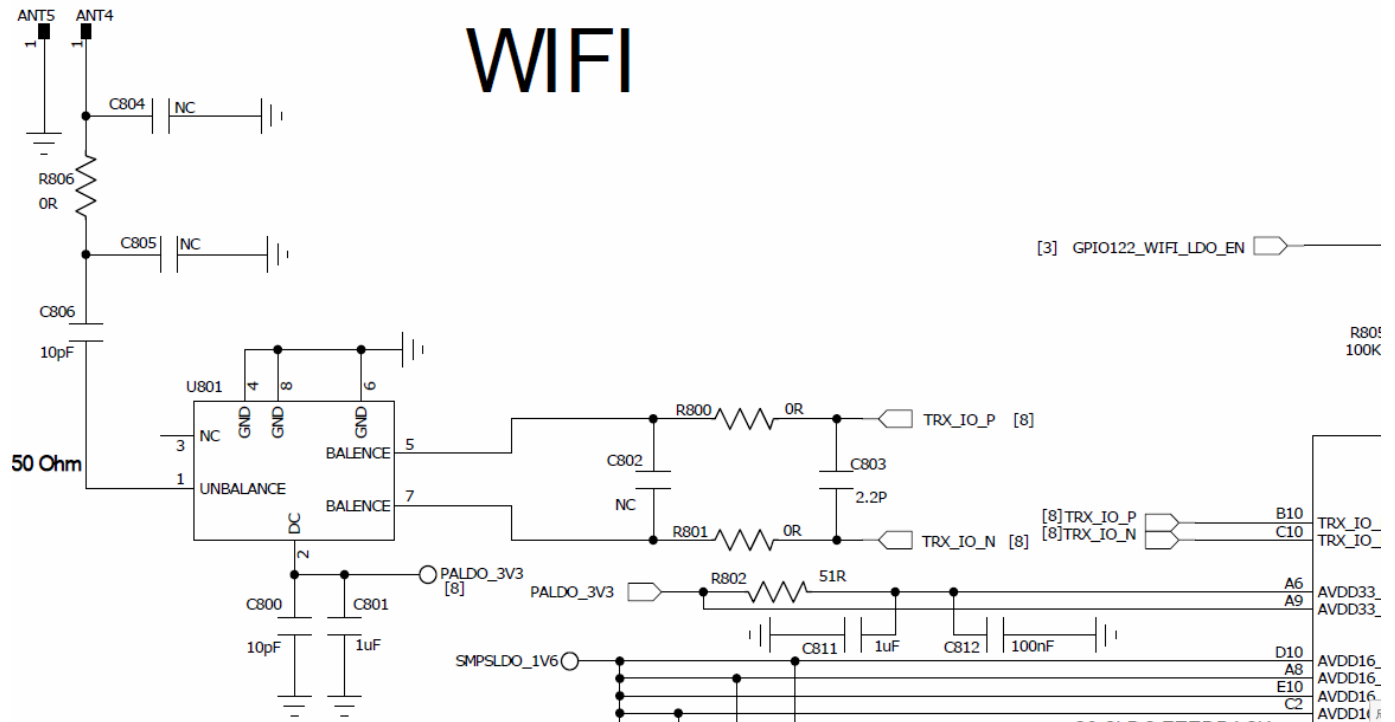 WIFI
ANT5 ANT4
1 1
C804 NC
R806
0R
C805 NC
[3] GPIO122_WIFI_LDO_EN
C806
10pF
R805
100K
U801
4 8 6
GND GND GND
3 NC
50 Ohm
1 UNBALANCE
BALENCE 5
BALENCE 7
DC
2
R800 0R
TRX_IO_P [8]
C802
NC
C803
2.2P
R801 0R
TRX_IO_N [8]
[8]TRX_IO_P B10 TRX_IO_
[8]TRX_IO_N C10 TRX_IO_
PALDO_3V3
[8]
C800 C801
10pF 1uF
PALDO_3V3 R802 51R A6 AVDD33_
A9 AVDD33_
C811 1uF C812 100nF
SMPSLDO_1V6 D10 AVDD16_
A8 AVDD16_
E10 AVDD16_
C2 AVDD16